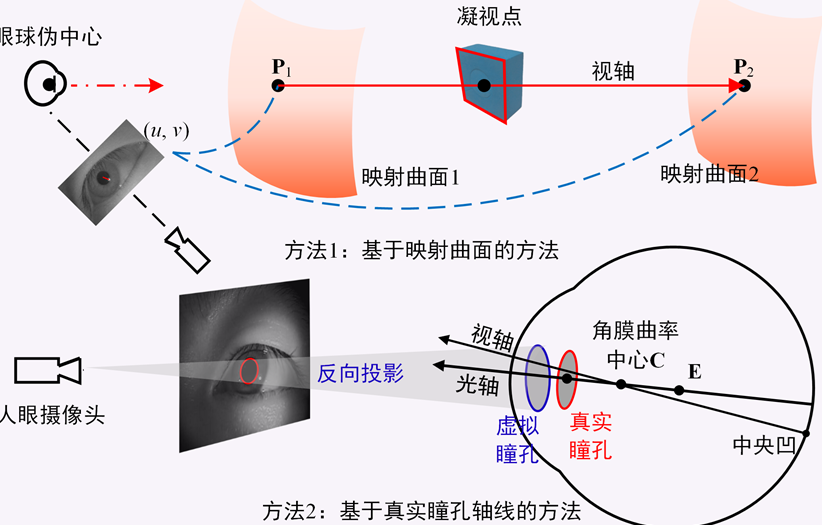 凝视点
眼球伪中心
P1
视轴
P2
(u, v)
映射曲面1
映射曲面2
方法1：基于映射曲面的方法
视轴
角膜曲率
中心C
反向投影
光轴
E
人眼摄像头
虚拟
瞳孔
真实
瞳孔
中央凹
方法2：基于真实瞳孔轴线的方法